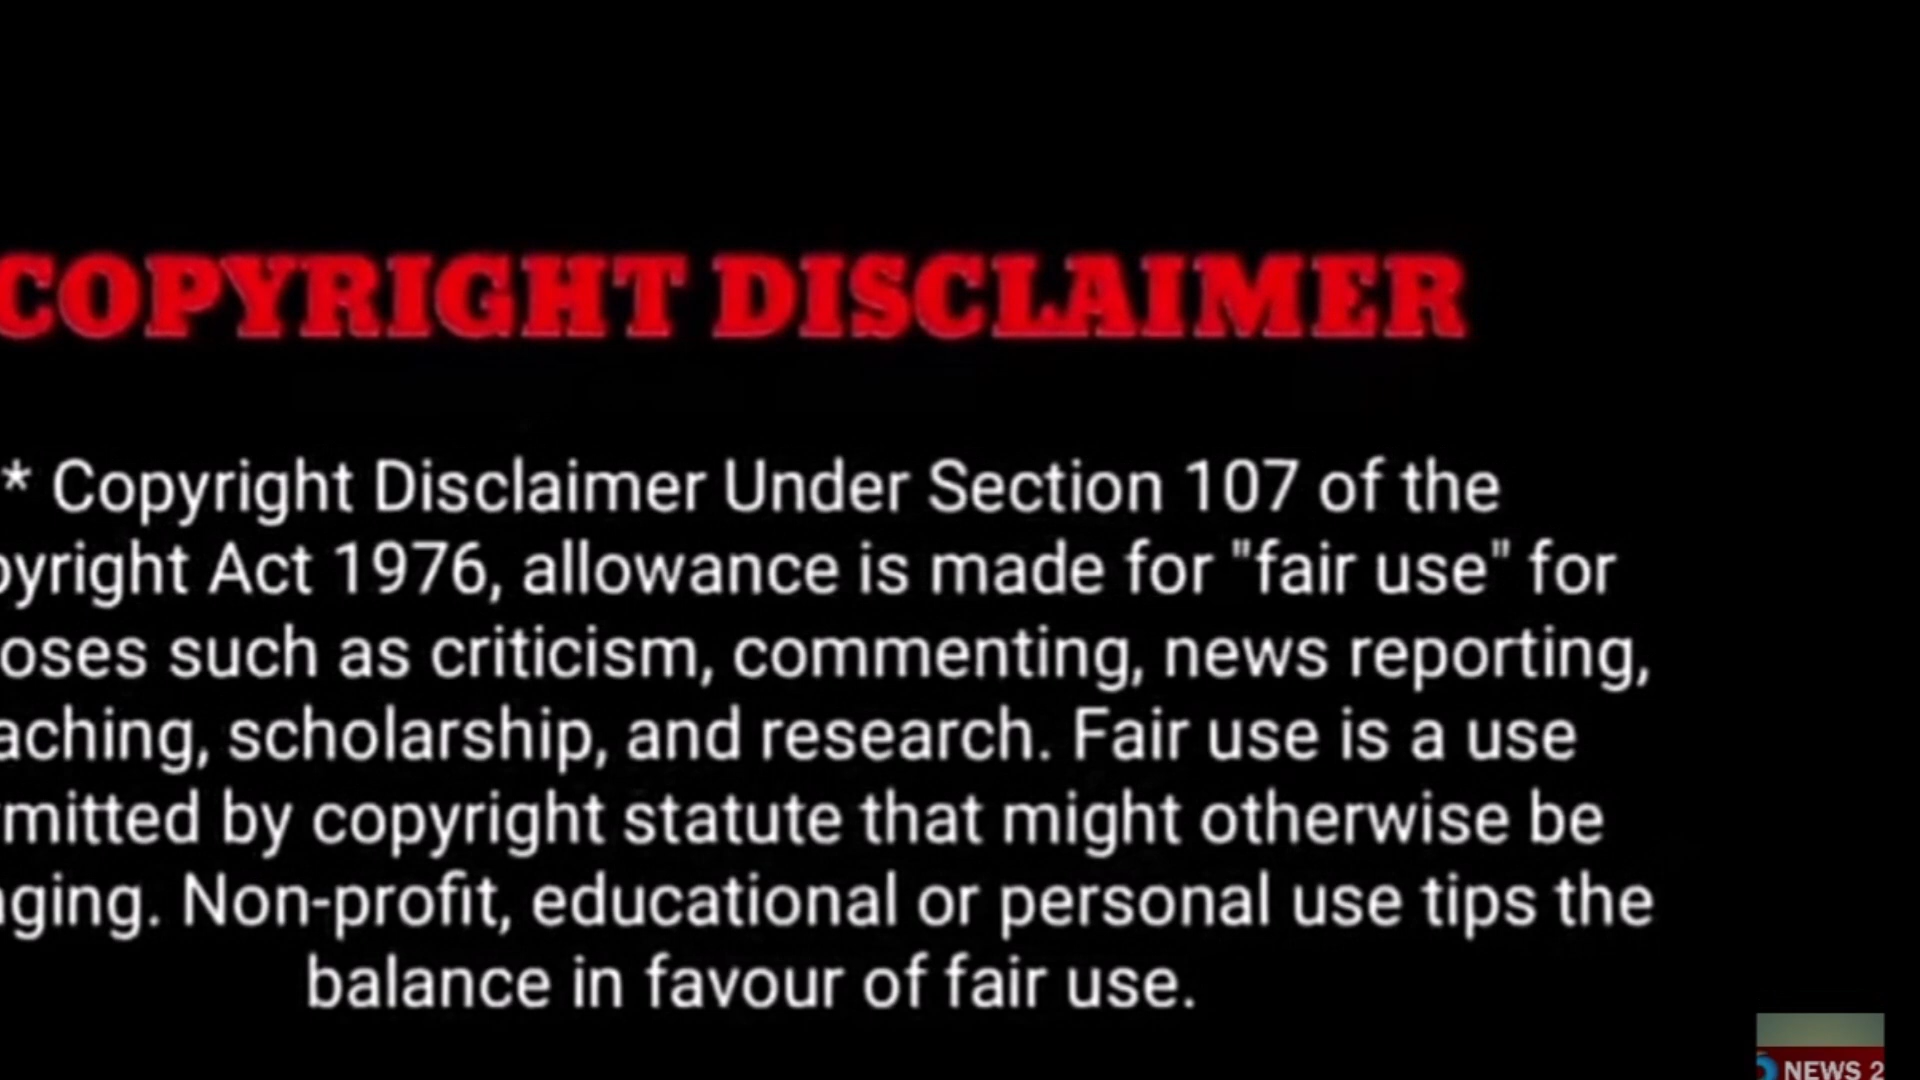 COPYRIGHT DISCLAIMER
* Copyright Disclaimer Under Section 107 of the
pyright Act 1976, allowance is made for "fair use" for
oses such as criticism, commenting, news reporting,
aching, scholarship, and research. Fair use is a use
mitted by copyright statute that might otherwise be
ging. Non-profit, educational or personal use tips the
balance in favour of fair use.
NEWS 2